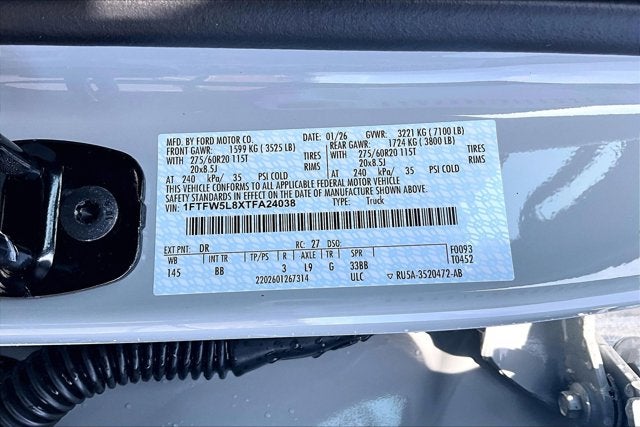 MFD. BY FORD MOTOR CO. 01/26 GVWR: 3221 KG ( 7100 LB)
FRONT GAWR: 1599 KG ( 3525 LB) REAR GAWR: 1724 KG ( 3800 LB)
WITH 275/60R20 115T TIRES WITH 275/60R20 115T TIRES
20x8.5J RIMS 20x8.5J RIMS
AT 240 kPa/ 35 PSI COLD AT 240 kPa/ 35 PSI COLD
THIS VEHICLE CONFORMS TO ALL APPLICABLE FEDERAL MOTOR VEHICLE
SAFETY STANDARDS IN EFFECT ON THE DATE OF MANUFACTURE SHOWN ABOVE.
1FTFW5L8XTFA24038 TYPE: Truck
EXT PNT: DR RC: 27 DSO: F0093
WB INT TR TP/PS R AXLE TR SPR T0452
145 BB 3 L9 G 33BB
2202601267314 ULC ▽ RU5A-3520472-AB